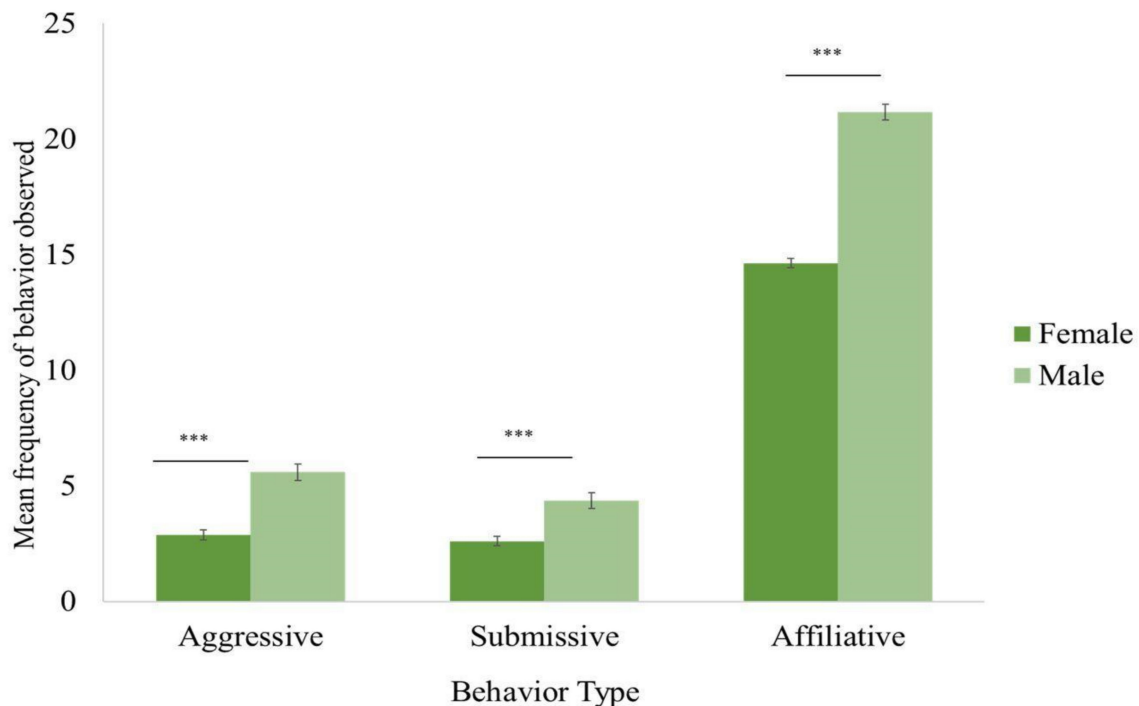 25
20
15
10
5
0
Mean frequency of behavior observed
***
***
***
Aggressive
Submissive
Affiliative
Behavior Type
Female
Male